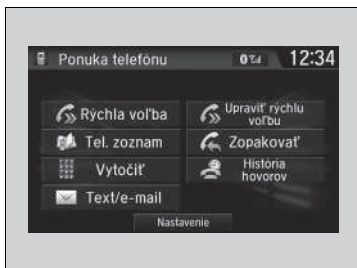 Ponuka telefónu
12:34
Rýchla voľba
Upraviť rýchlu
voľbu
Tel. zoznam
Zopakovať
Vytočiť
História
hovorov
Text/e-mail
Nastavenie